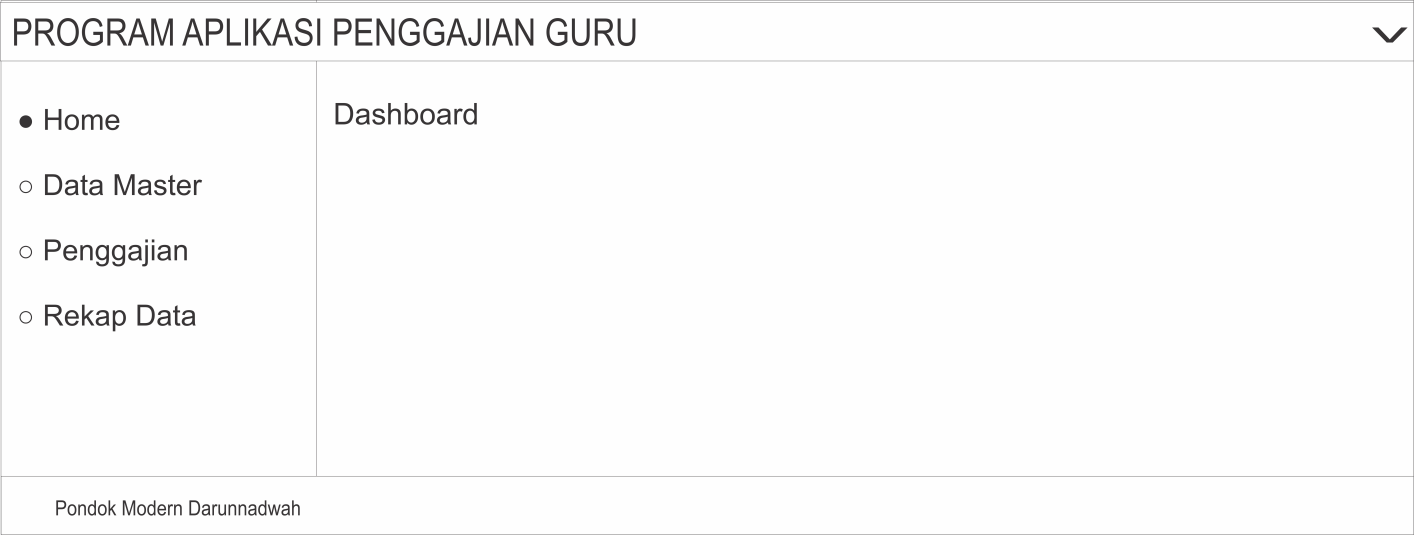 PROGRAM APLIKASI PENGGAJIAN GURU
Home
Data Master
Penggajian
Rekap Data
Dashboard
Pondok Modern Darunnadwah